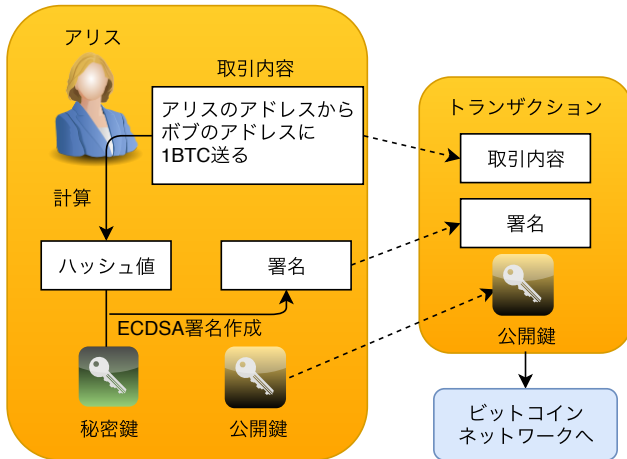 アリス
取引内容
アリスのアドレスから
ボブのアドレスに
1BTC送る
計算
ハッシュ値
署名
ECDSA署名作成
秘密鍵
公開鍵
トランザクション
取引内容
署名
公開鍵
ビットコイン
ネットワークへ